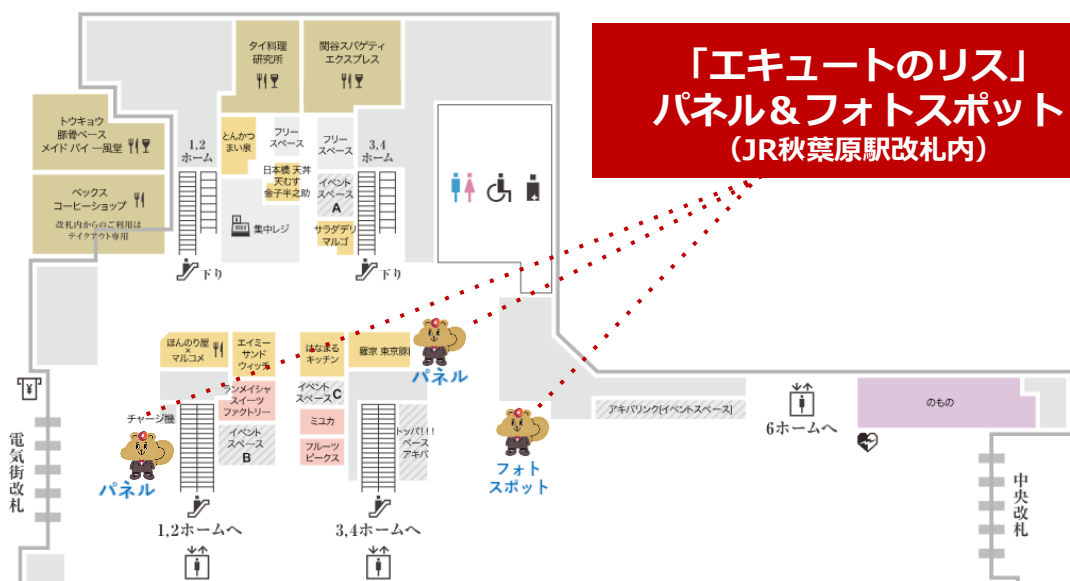 「エキュートのリス」
パネル＆フォトスポット
（JR秋葉原駅改札内）
タイ料理
研究所
関谷スパゲティ
エクスプレス
トウキョウ
豚骨ベース
メイド バイ 一風堂
ベックス
コーヒーショップ
改札内からのご利用は
テイクアウト専用
1,2
ホーム
とんかつ
まい泉
フリー
スペース
フリー
スペース
3,4
ホーム
日本橋 天丼
天むす
金子半之助
イベント
スペース
A
集中レジ
サラダデリ
マルゴ
下り
下り
ほんのり屋
×
マルコメ
エイミー
サンド
ウィッチ
はなまる
キッチン
羅家 東京豚
パネル
ランメイシャ
スイーツ
ファクトリー
イベント
スペース C
チャージ機
イベント
スペース
B
ミユカ
フルーツ
ピークス
トッパ!!!
ベース
アキバ
パネル
フォト
スポット
アキバリンク[イベントスペース]
6ホームへ
のもの
¥
電気街改札
中央改札
1,2ホームへ
3,4ホームへ